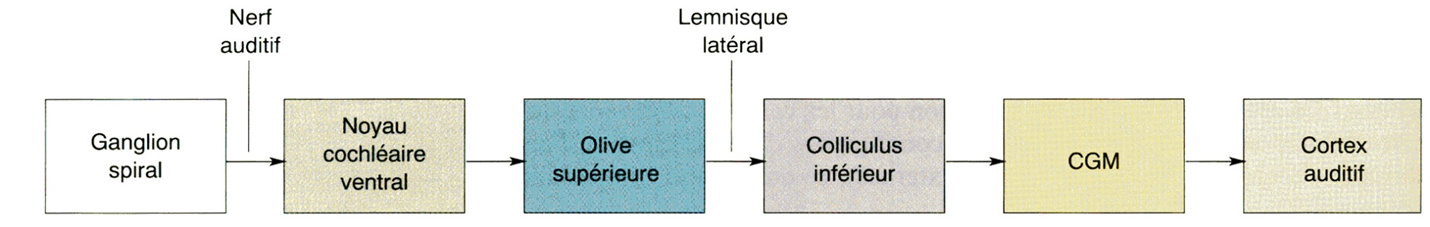 Nerf
auditif
Lemnisque
latéral
Ganglion
spiral
Noyau
cochléaire
ventral
Olive
supérieure
Colliculus
inférieur
CGM
Cortex
auditif